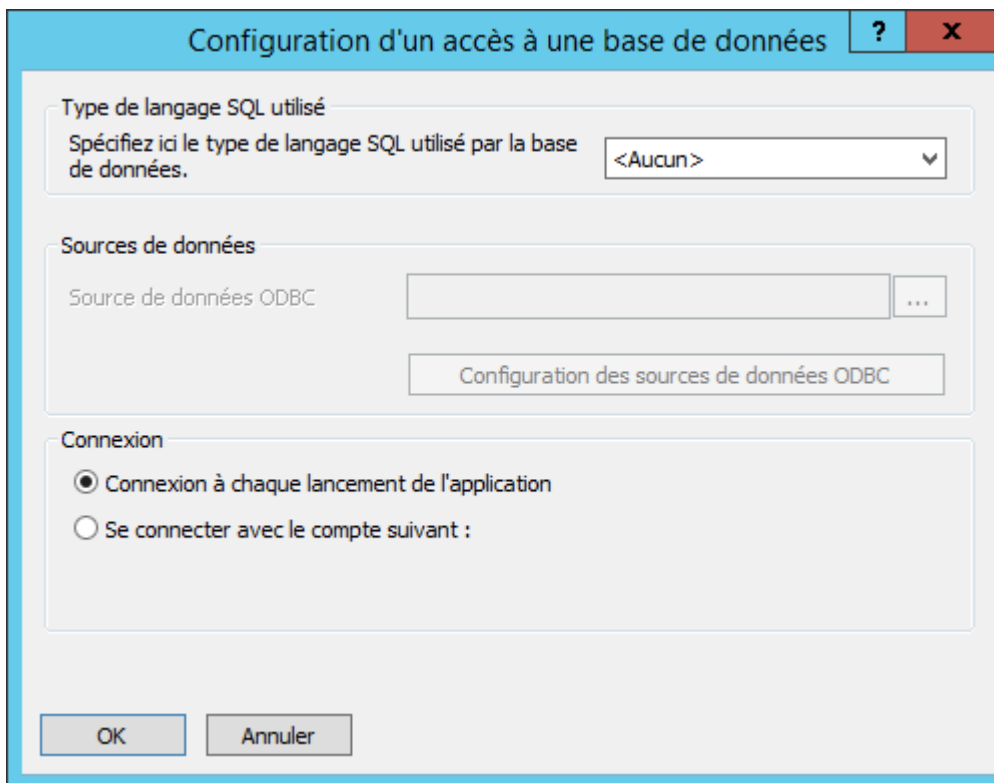 Configuration d'un accès à une base de données
?
x
Type de langage SQL utilisé
Spécifiez ici le type de langage SQL utilisé par la base
de données.
<Aucun>
Sources de données
Source de données ODBC
...
Configuration des sources de données ODBC
Connexion
Connexion à chaque lancement de l'application
Se connecter avec le compte suivant :
OK
Annuler